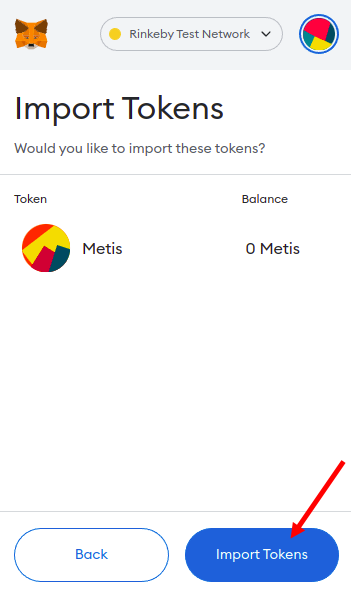 Rinkeby Test Network
Import Tokens
Would you like to import these tokens?
Token Balance
Metis 0 Metis
Back Import Tokens